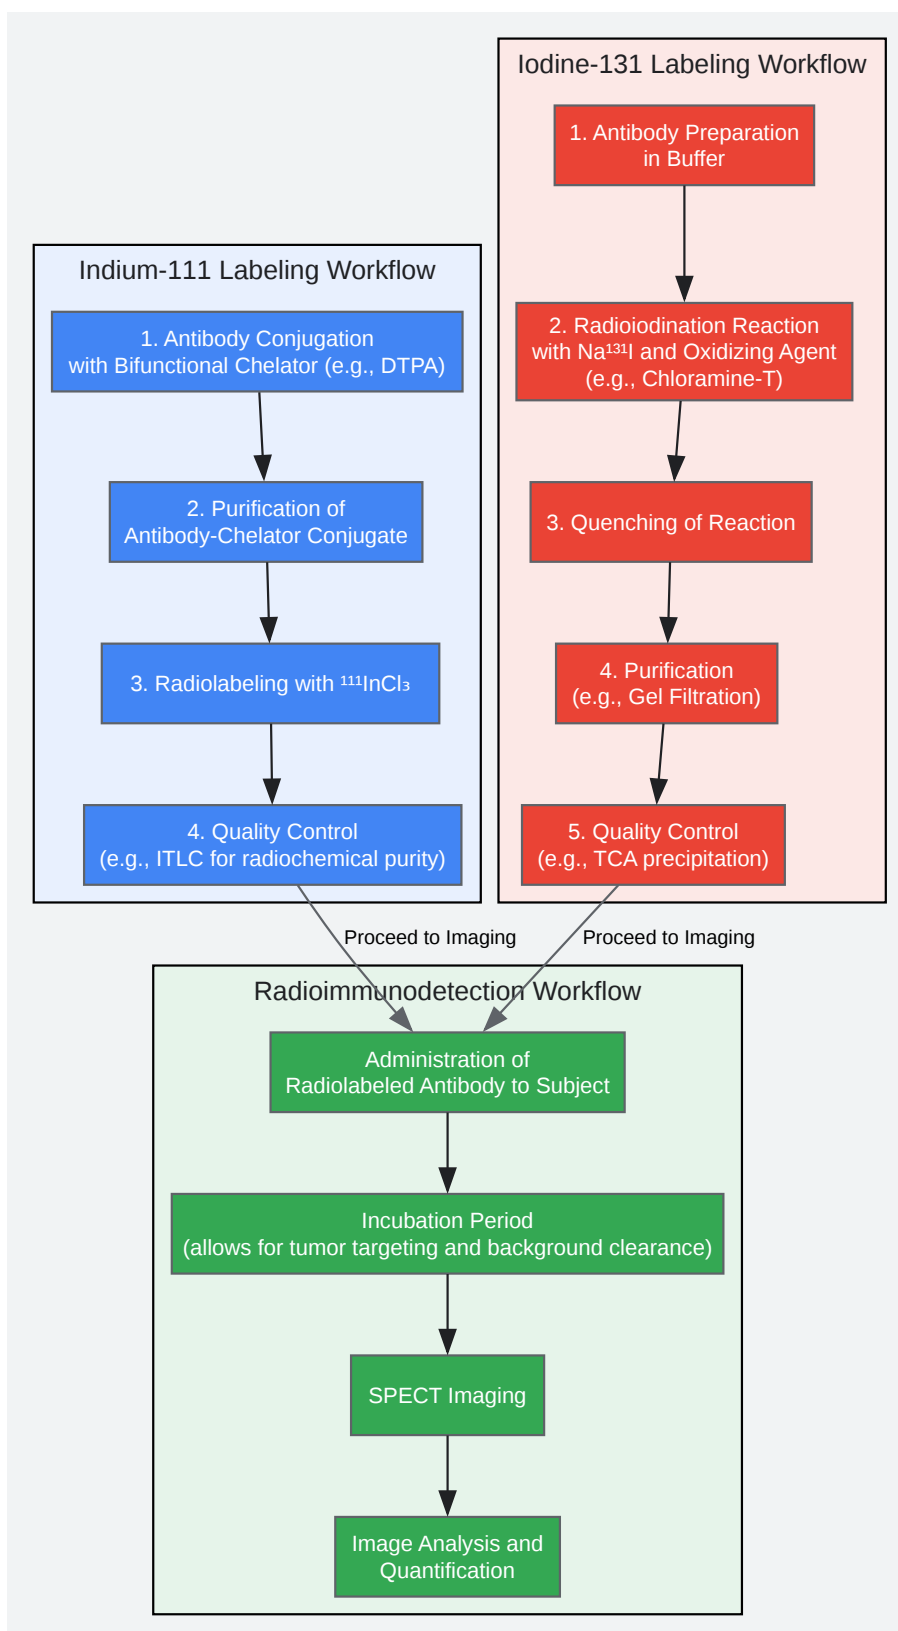 Iodine-131 Labeling Workflow
1. Antibody Preparation
in Buffer
2. Radioiodination Reaction
with Na¹³¹I and Oxidizing Agent
(e.g., Chloramine-T)
3. Quenching of Reaction
4. Purification
(e.g., Gel Filtration)
5. Quality Control
(e.g., TCA precipitation)
Indium-111 Labeling Workflow
1. Antibody Conjugation
with Bifunctional Chelator (e.g., DTPA)
2. Purification of
Antibody-Chelator Conjugate
3. Radiolabeling with ¹¹¹InCl₃
4. Quality Control
(e.g., ITLC for radiochemical purity)
Proceed to Imaging
Proceed to Imaging
Radioimmunodetection Workflow
Administration of
Radiolabeled Antibody to Subject
Incubation Period
(allows for tumor targeting and background clearance)
SPECT Imaging
Image Analysis and
Quantification